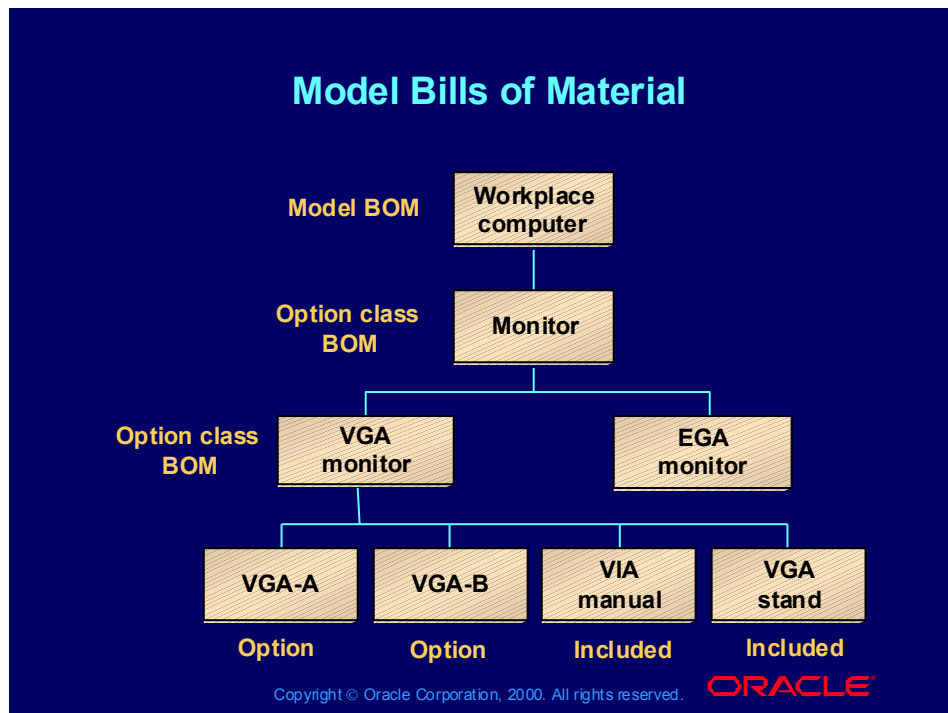 Model Bills of Material
Model BOM
Workplace
computer
Option class
BOM
Monitor
Option class
BOM
VGA
monitor
EGA
monitor
VGA-A
VGA-B
VIA
manual
VGA
stand
Option
Option
Included
Included
Copyright © Oracle Corporation, 2000. All rights reserved.
ORACLE®